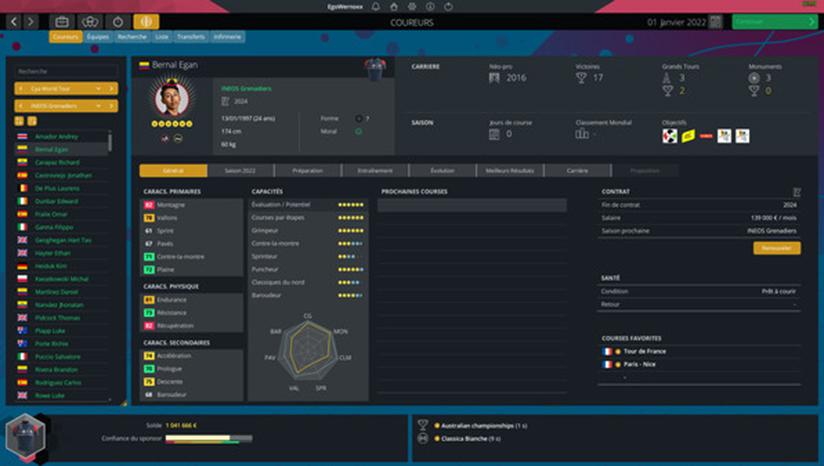 EgoWernoxx
COUREURS
01 Janvier 2022
Continuer
Coureurs
Équipes
Recherche
Liste
Transferts
Infirmerie
Recherche
Cya World Tour
INEOS Grenadiers
Amador Andrey
Bernal Egan
Carapaz Richard
Castroviejo Jonathan
De Plus Laurens
Dunbar Edward
Fraile Omar
Ganna Filippo
Geoghegan Hart Tao
Hayter Ethan
Heiduk Kim
Kwiatkowski Michal
Martinez Daniel
Narváez Jhonatan
Pidcock Thomas
Plapp Luke
Porte Richie
Puccio Salvatore
Rivera Brandon
Rodriguez Carlos
Rowe Luke
Bernal Egan
INEOS Grenadiers
2024
13/01/1997 (24 ans)
174 cm
60 kg
Forme
?
Moral
CARRIERE
Néo-pro
2016
Victoires
17
Grands Tours
3
2
Monuments
3
0
SAISON
Jours de course
0
Classement Mondial
-
Objectifs
Général
Saison 2022
Préparation
Entraînement
Évolution
Meilleurs Résultats
Carrière
Proposition
CARACS. PRIMAIRES
82 Montagne
78 Vallons
61 Sprint
67 Pavés
71 Contre-la-montre
72 Plaine
CARACS. PHYSIQUE
81 Endurance
73 Résistance
82 Récupération
CARACS. SECONDAIRES
74 Accélération
70 Prologue
75 Descente
68 Baroudeur
CAPACITÉS
Évaluation / Potentiel
Courses par étapes
Grimpeur
Contre-la-montre
Sprinteur
Puncheur
Classiques du nord
Baroudeur
CG
MON
CLM
SPR
VAL
PAV
BAR
PROCHAINES COURSES
CONTRAT
Fin de contrat
2024
Salaire
139 000 € / mois
Saison prochaine
INEOS Grenadiers
Renouveler
SANTÉ
Condition
Prêt à courir
Retour
-
COURSES FAVORITES
Tour de France
Paris - Nice
-
Solde 1 041 666 €
Confiance du sponsor
Australian championships (1 s)
Classica Bianche (9 s)